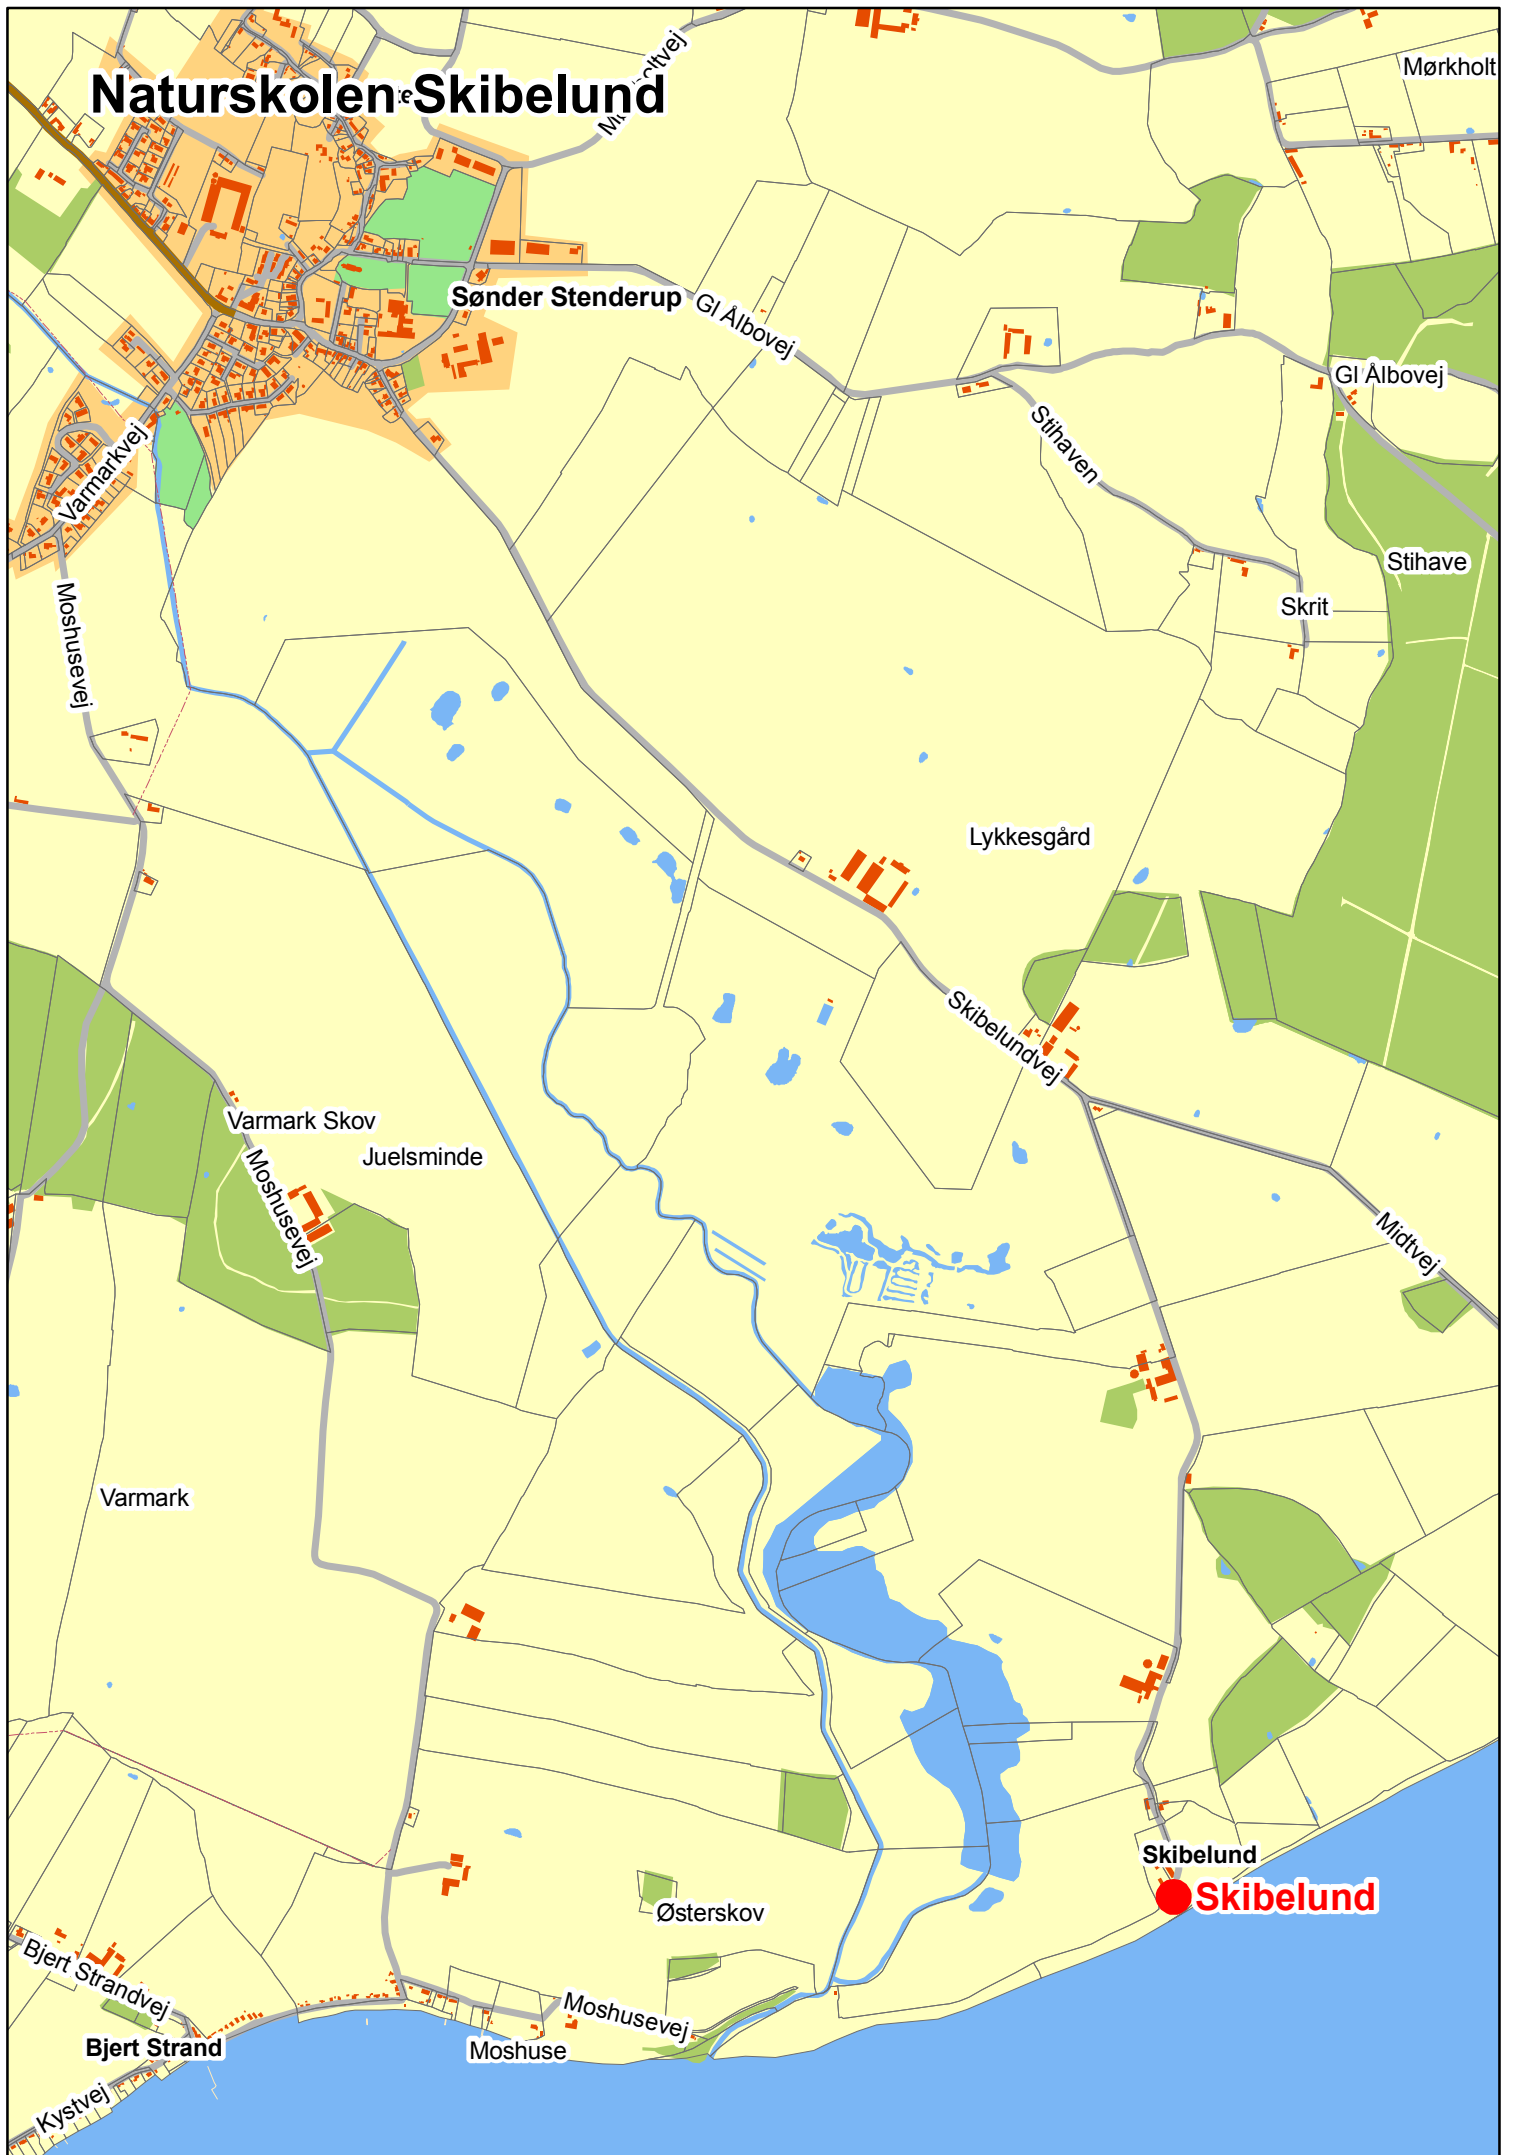 Mørkholt
Naturskolen Skibelund
Sønder Stenderup
Gl Ålbovej
Gl Ålbovej
Stihaven
Varmarkvej
Stihave
Skrit
Moshusevej
Lykkesgård
Skibelundvej
Varmark Skov
Juelsminde
Moshusevej
Midtvej
Varmark
Skibelund
Skibelund
Østerskov
Bjert Strandvej
Moshusevej
Bjert Strand
Moshuse
Kystvej